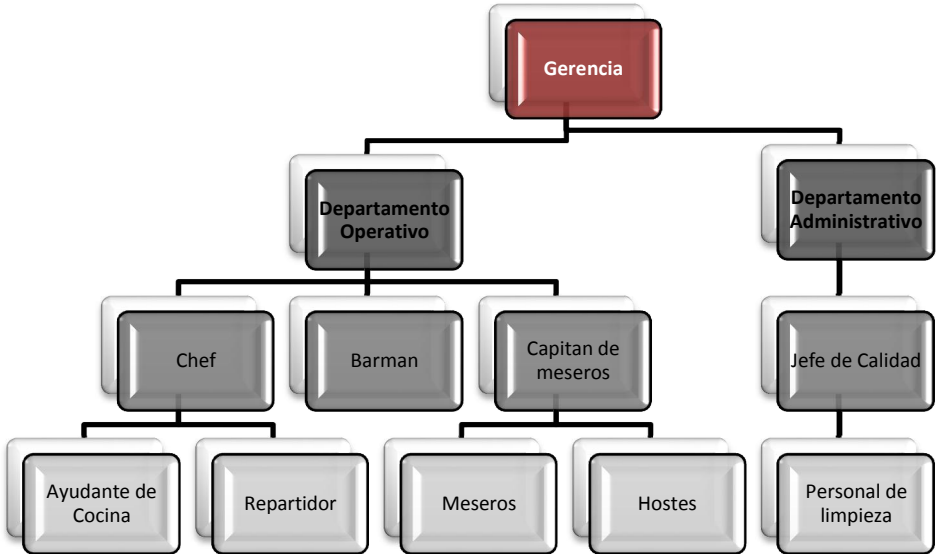 Gerencia
Departamento
Operativo
Departamento
Administrativo
Chef
Barman
Capitan de
meseros
Jefe de Calidad
Ayudante de
Cocina
Repartidor
Meseros
Hostes
Personal de
limpieza